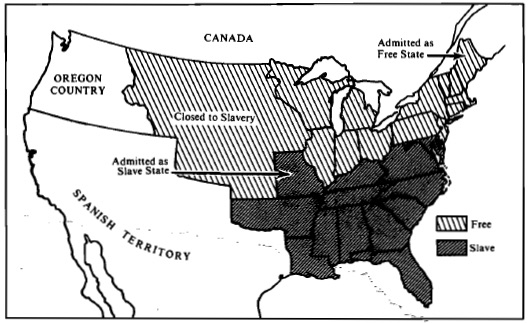 CANADA
Admitted as
Free State
OREGON
COUNTRY
Closed to Slavery
Admitted as
Slave State
SPANISH TERRITORY
Free
Slave